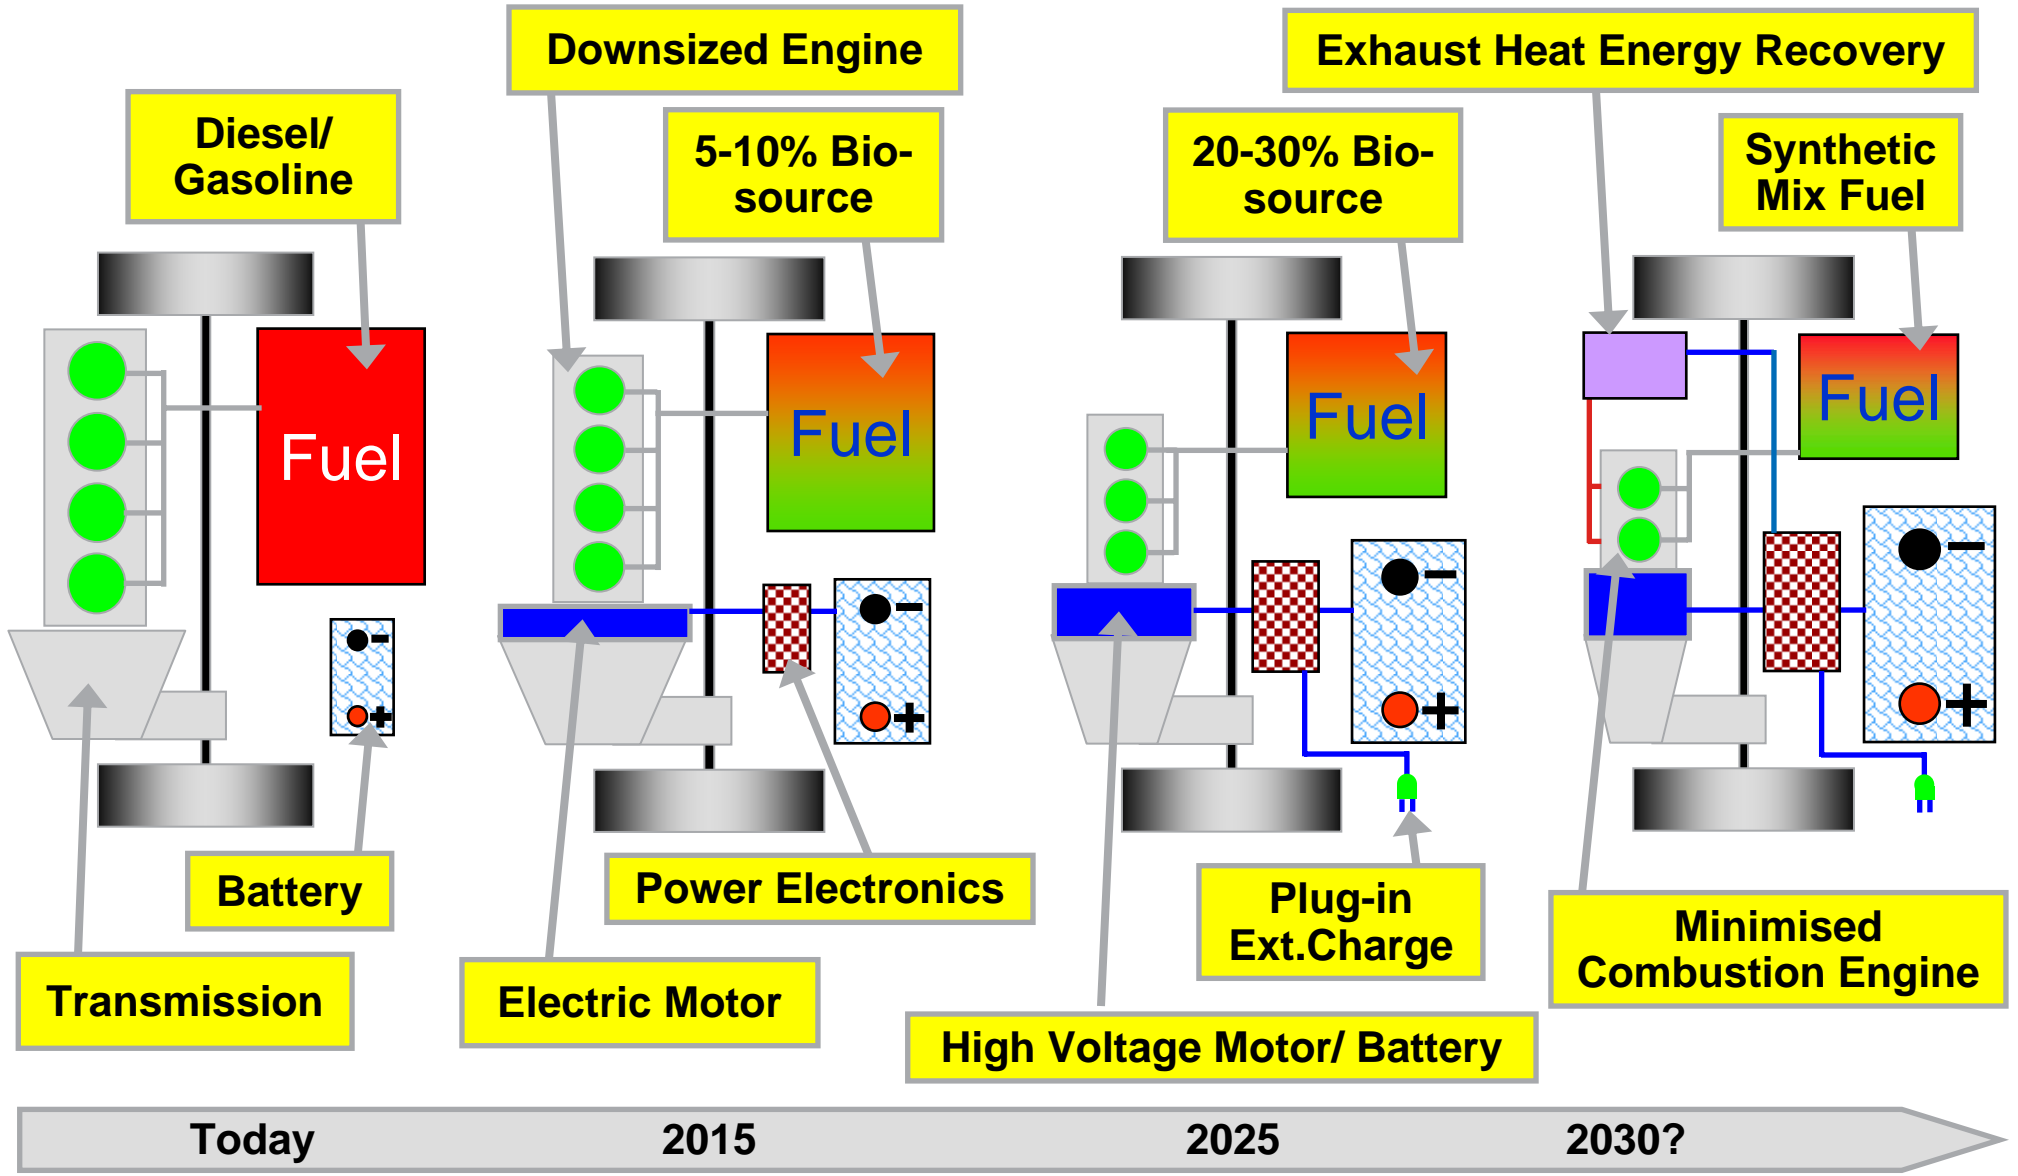 Downsized Engine
Exhaust Heat Energy Recovery
Diesel/
Gasoline
5-10% Bio-
source
20-30% Bio-
source
Synthetic
Mix Fuel
Fuel
Fuel
Fuel
Fuel
Battery
Power Electronics
Plug-in
Ext.Charge
Minimised
Combustion Engine
Transmission
Electric Motor
High Voltage Motor/ Battery
Today
2015
2025
2030?